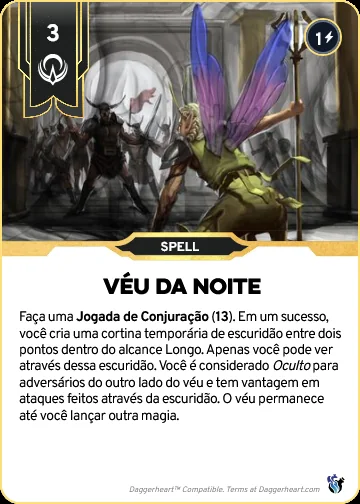 3
1
SPELL
VÉU DA NOITE
Faça uma Jogada de Conjuração (13). Em um sucesso,
você cria uma cortina temporária de escuridão entre dois
pontos dentro do alcance Longo. Apenas você pode ver
através dessa escuridão. Você é considerado Oculto para
adversários do outro lado do véu e tem vantagem em
ataques feitos através da escuridão. O véu permanece
até você lançar outra magia.
Daggerheart™ Compatible. Terms at Daggerheart.com